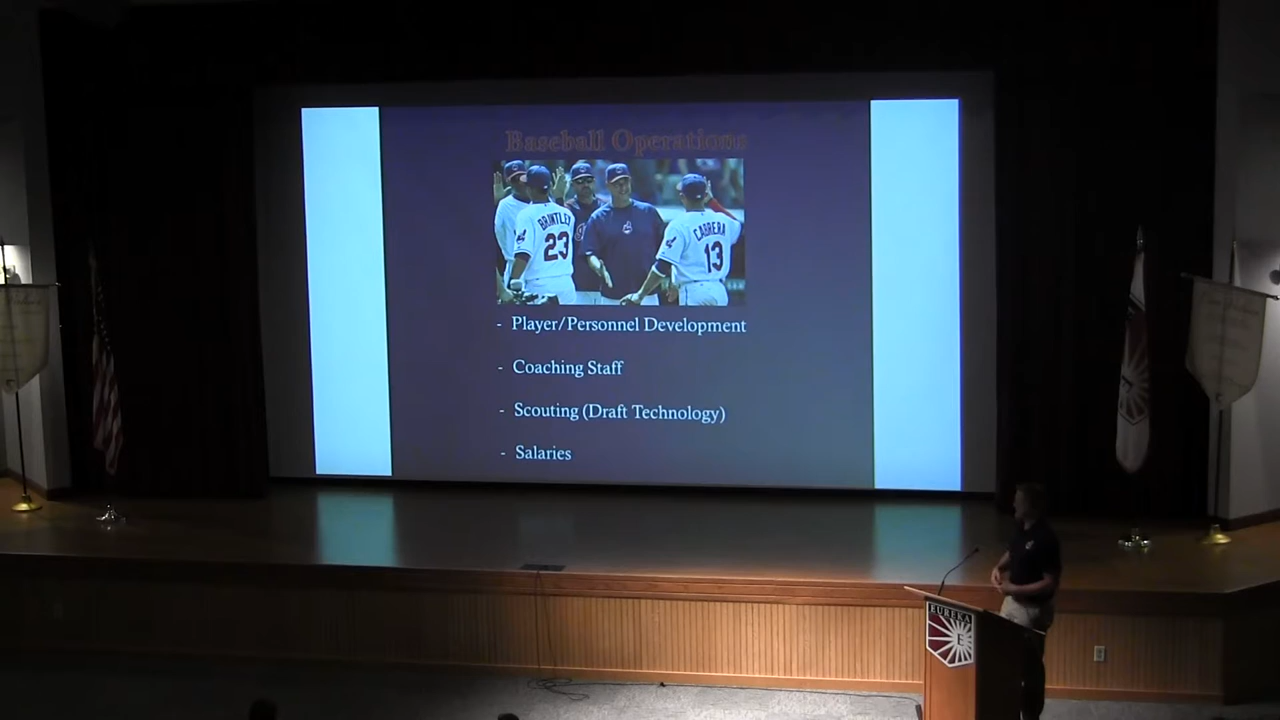 Baseball Operations
BRANTLEY
23
CABRERA
13
- Player/Personnel Development
- Coaching Staff
- Scouting (Draft Technology)
- Salaries
EUREKA
E